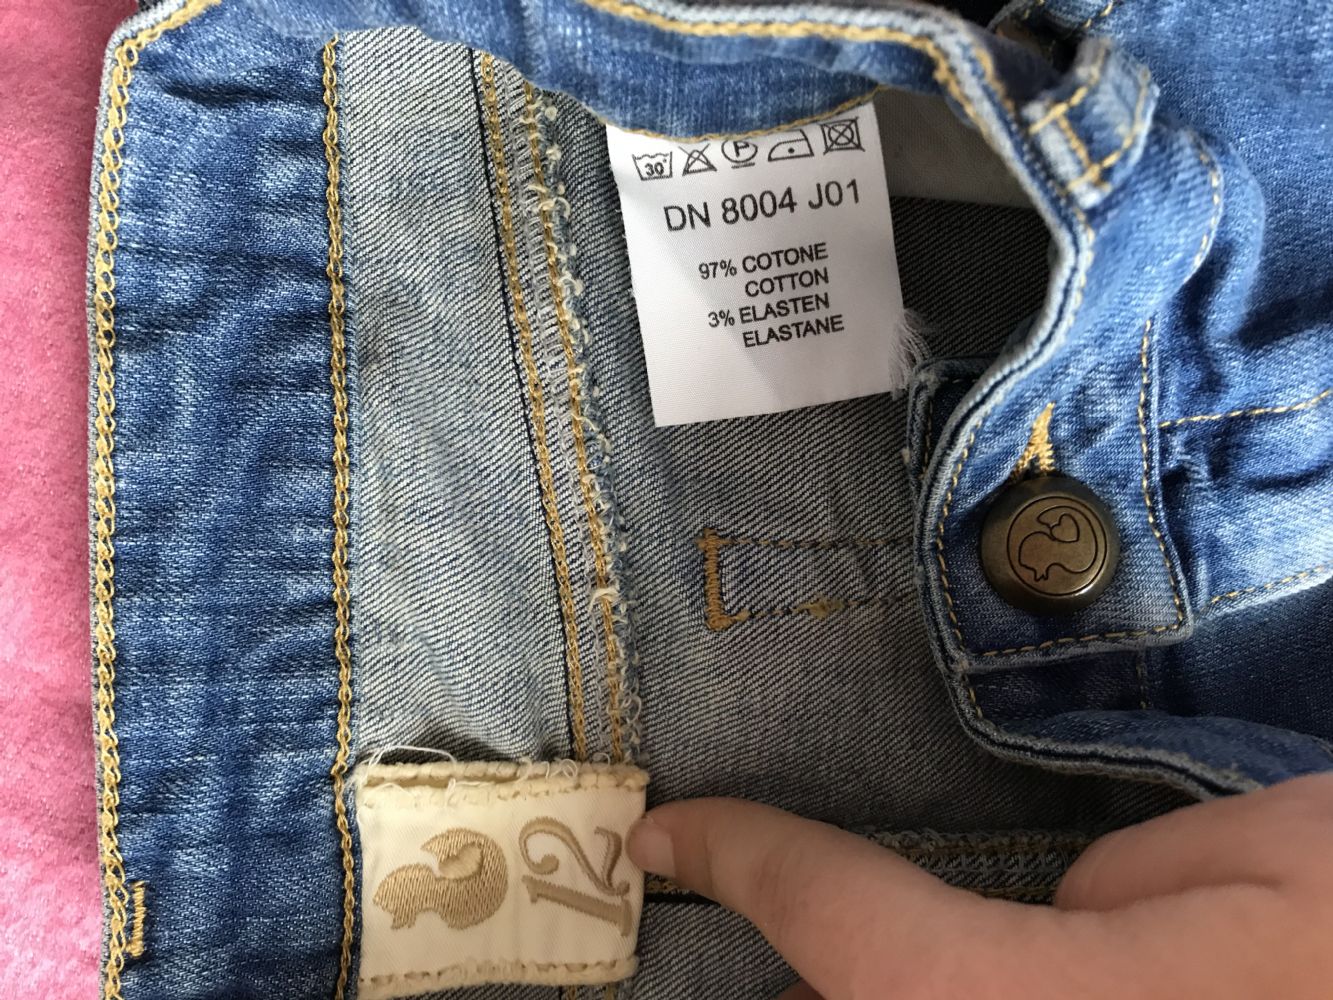 30
P
DN 8004 J01
97% COTONE
COTTON
3% ELASTEN
ELASTANE
12